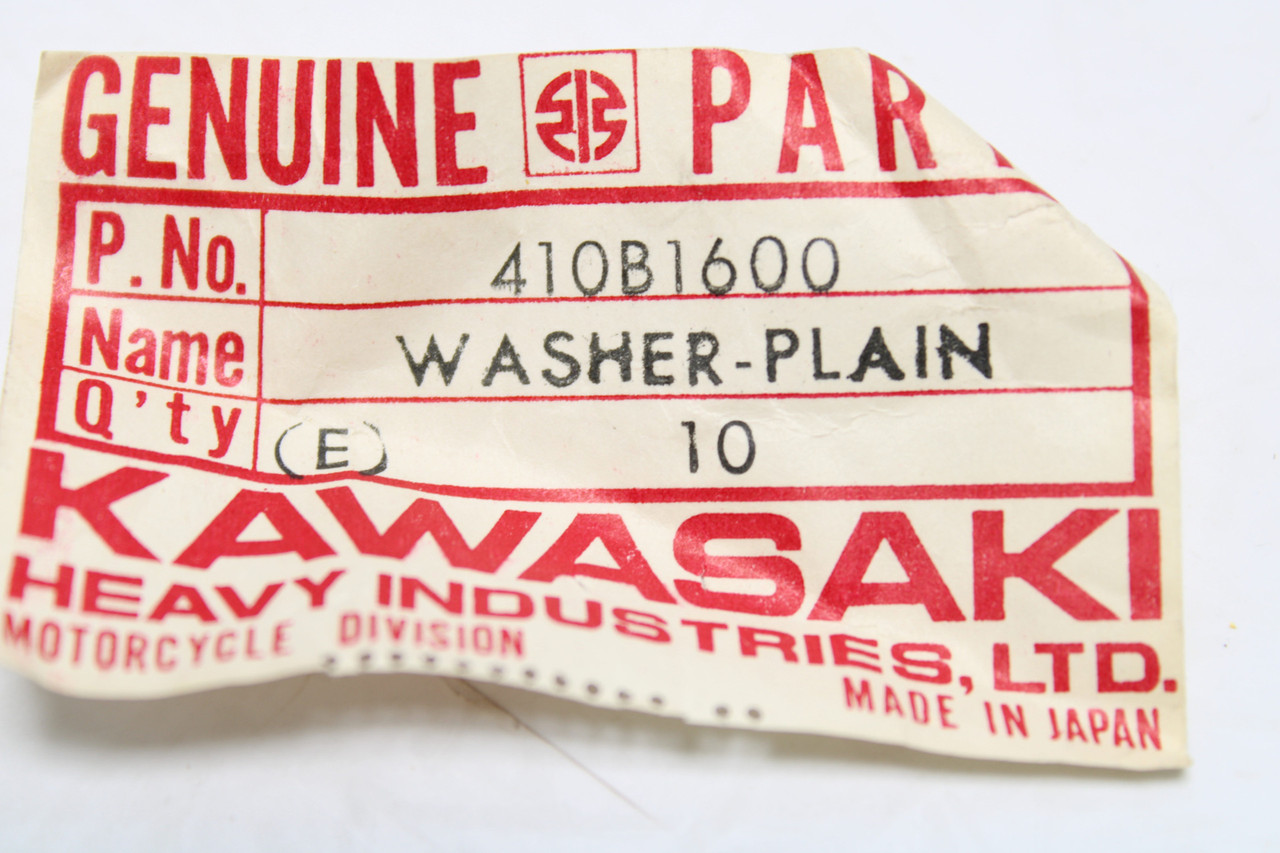 GENUINE PAR
P. No. 410B1600
Name WASHER-PLAIN
Q'ty (E) 10
KAWASAKI
HEAVY INDUSTRIES, LTD.
MOTORCYCLE DIVISION
MADE IN JAPAN